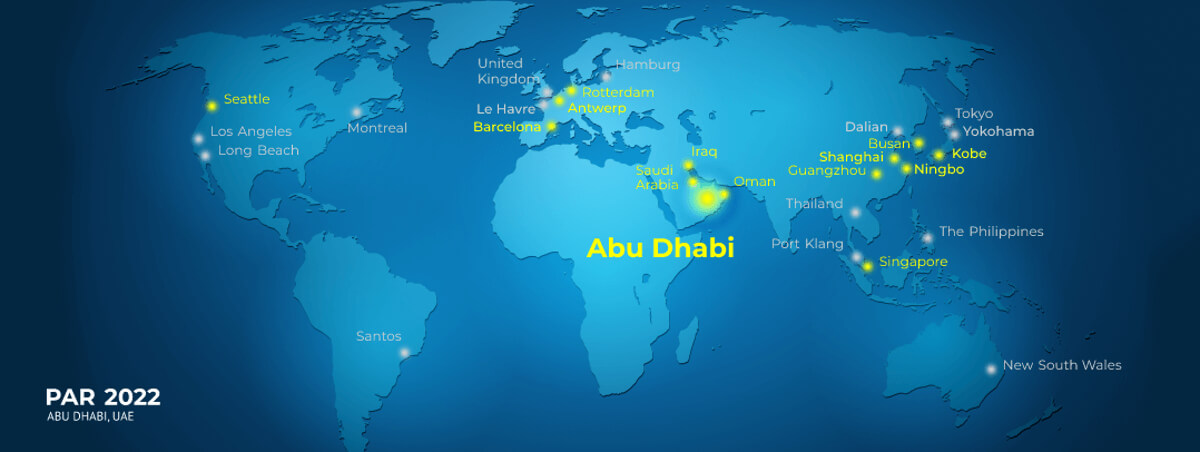 United
Kingdom
Hamburg
Seattle
Rotterdam
Le Havre
Antwerp
Los Angeles
Montreal
Barcelona
Tokyo
Dalian
Yokohama
Long Beach
Busan
Iraq
Shanghai
Kobe
Saudi
Arabia
Guangzhou
Ningbo
Oman
Thailand
The Philippines
Abu Dhabi
Port Klang
Singapore
Santos
New South Wales
PAR 2022
ABU DHABI, UAE